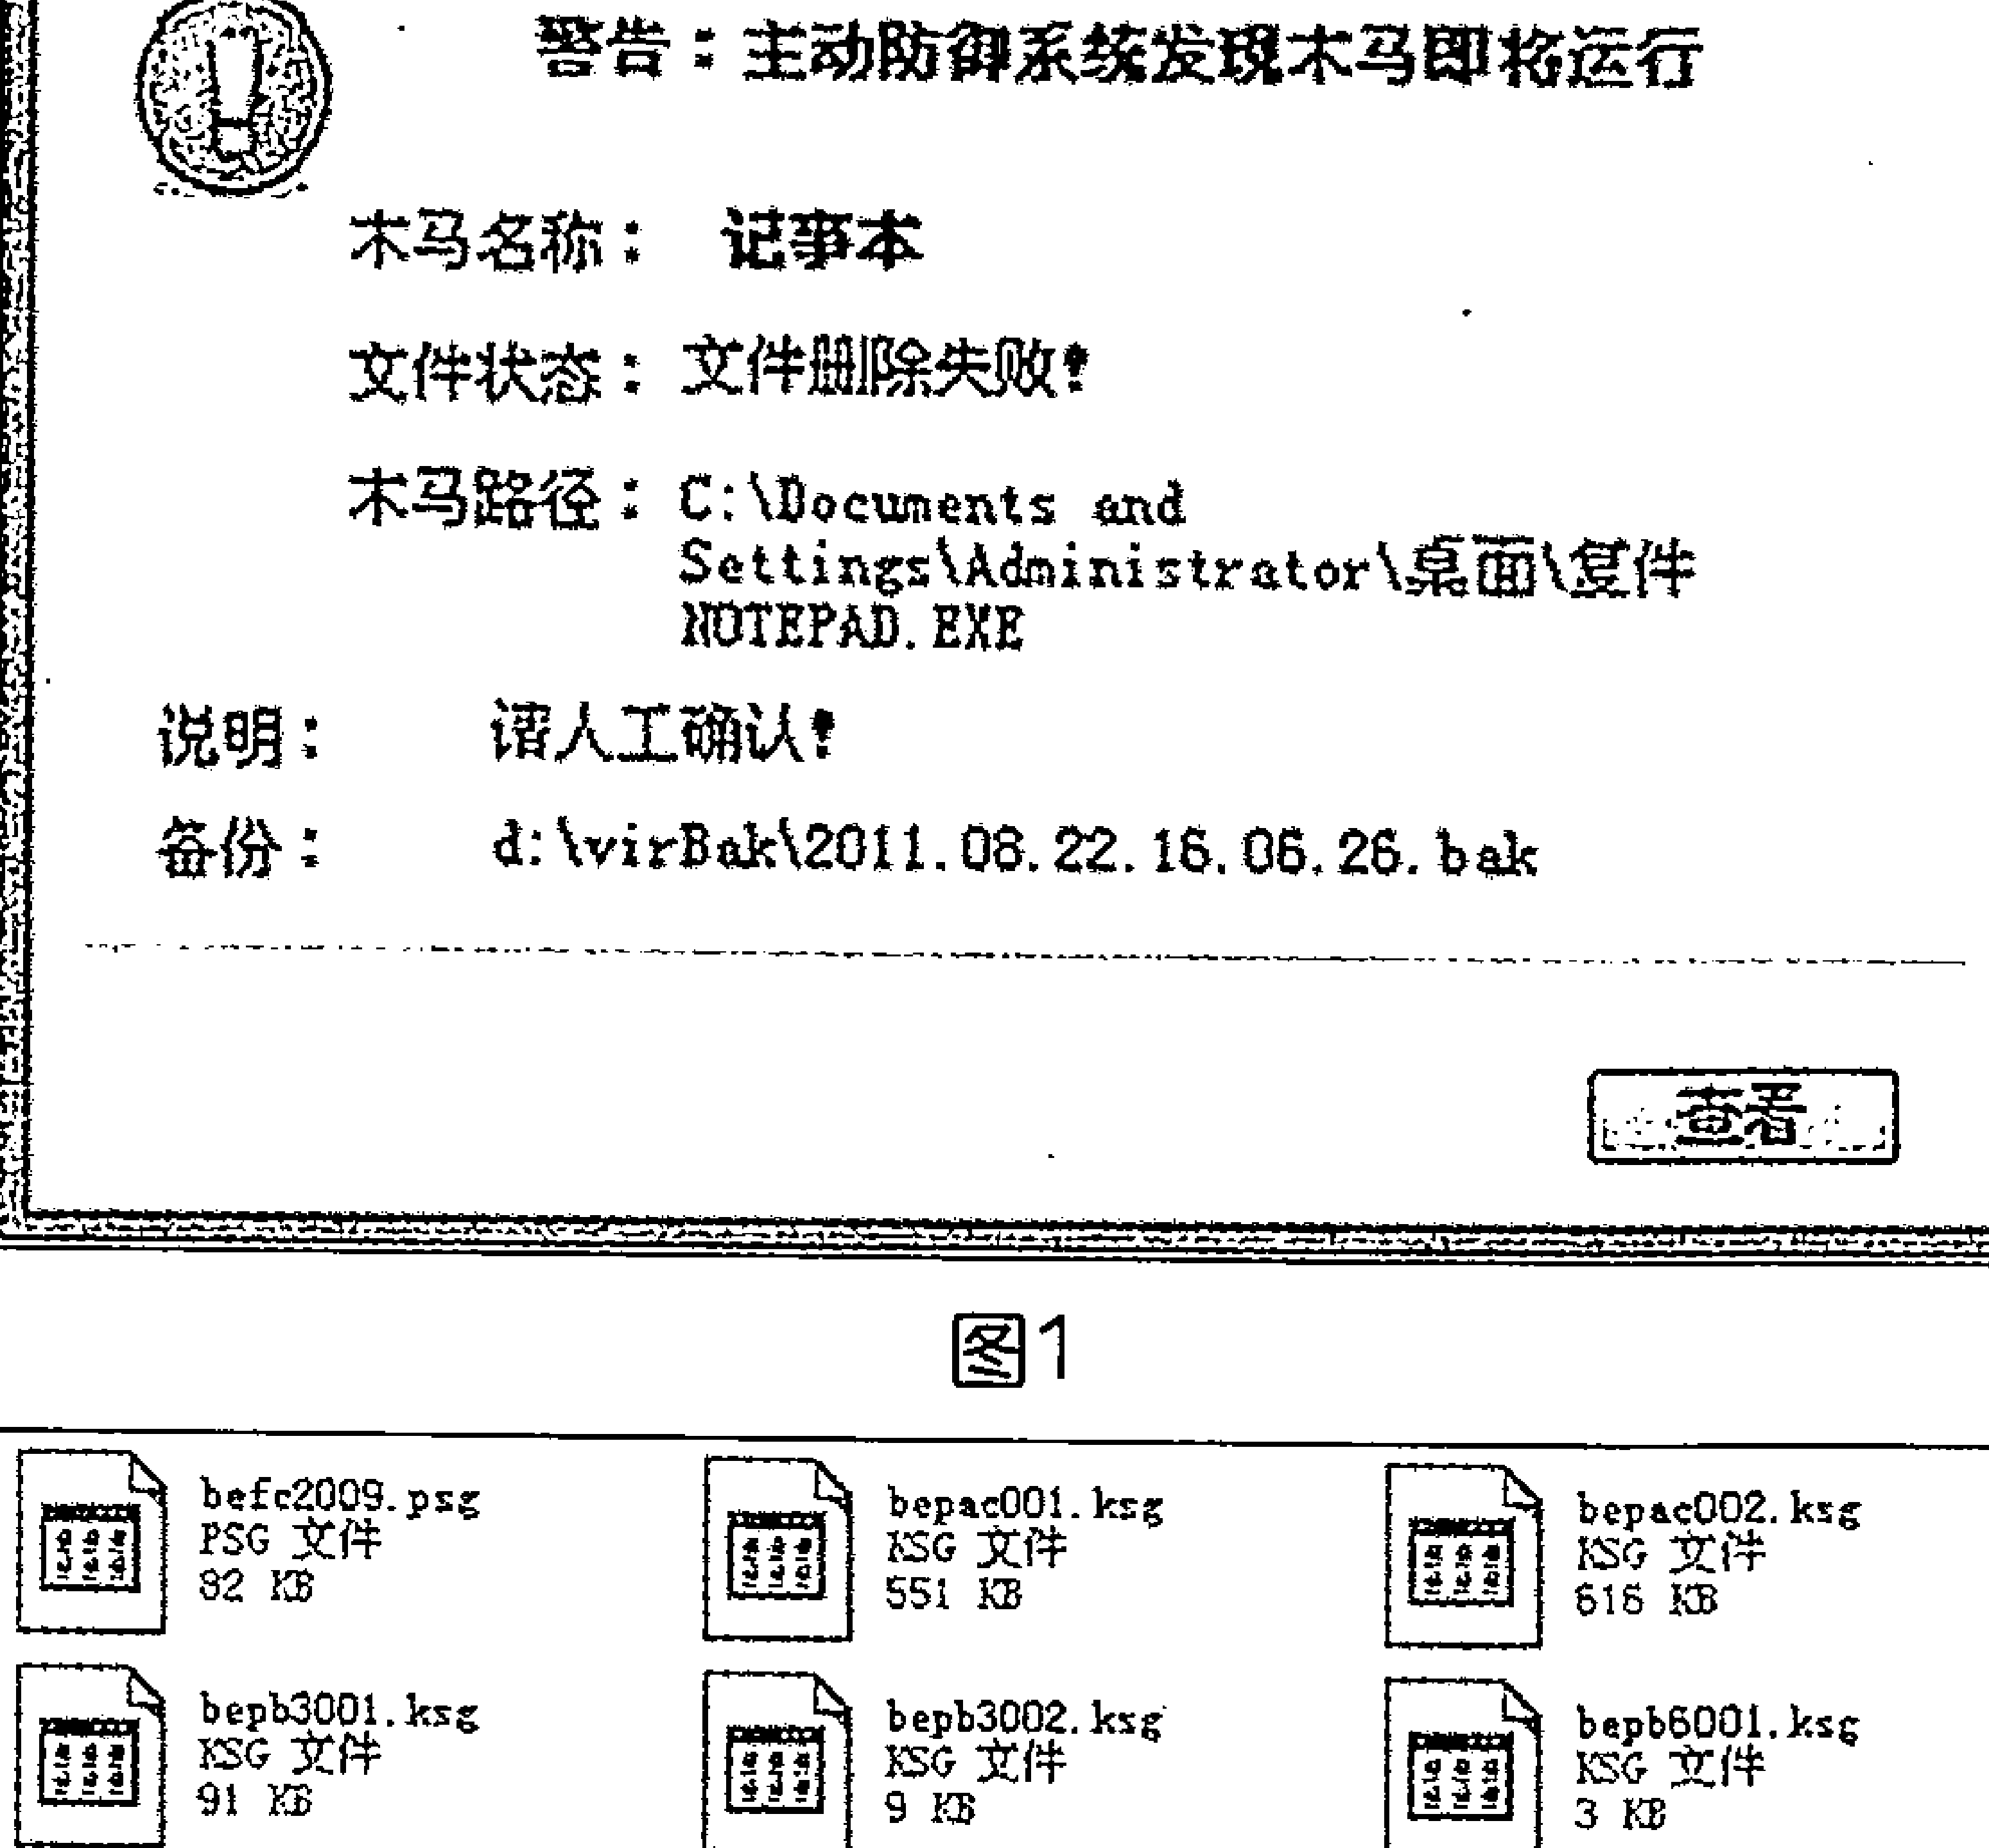 警告：主动防御系统发现木马即将运行
木马名称： 记事本
文件状态：文件删除失败！
木马路径：C:\Documents and
Settings\Administrator\桌面\复件
NOTEPAD.EXE
说明： 请人工确认！
备份： d:\virBak\2011.08.22.16.06.26.bak
查看
图1
befc2009.psg bepac001.ksg bepac002.ksg
PSG 文件 KSG 文件 KSG 文件
82 KB 551 KB 616 KB
bepb3001.ksg bepb3002.ksg bepb6001.ksg
KSG 文件 KSG 文件 KSG 文件
91 KB 9 KB 3 KB